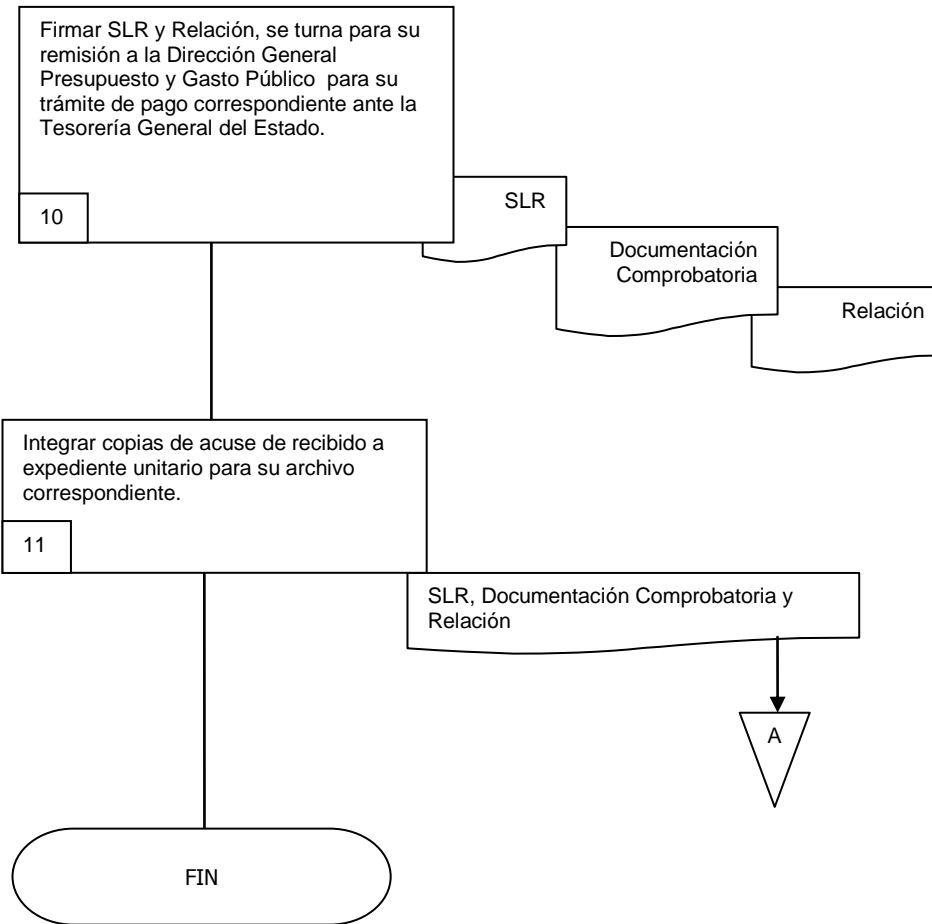 Firmar SLR y Relación, se turna para su
remisión a la Dirección General
Presupuesto y Gasto Público para su
trámite de pago correspondiente ante la
Tesorería General del Estado.
10
SLR
Documentación
Comprobatoria
Relación
Integrar copias de acuse de recibido a
expediente unitario para su archivo
correspondiente.
11
SLR, Documentación Comprobatoria y
Relación
A
FIN